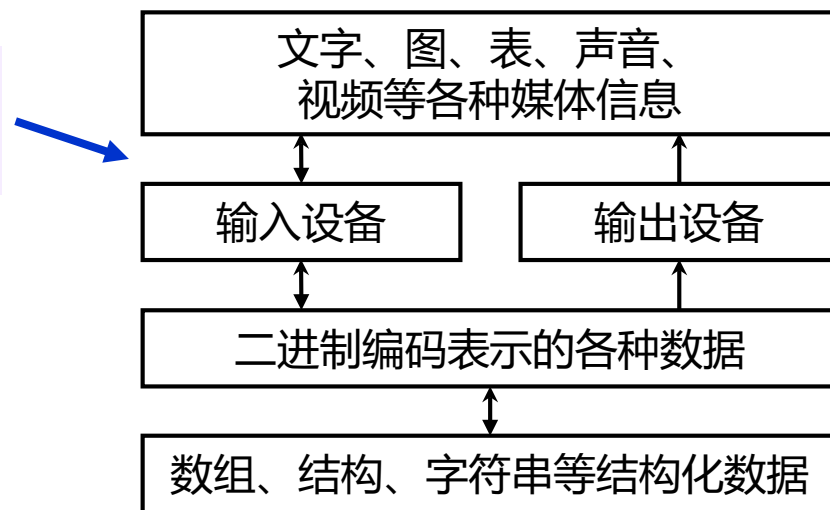 文字、图、表、声音、
视频等各种媒体信息
输入设备
输出设备
二进制编码表示的各种数据
数组、结构、字符串等结构化数据